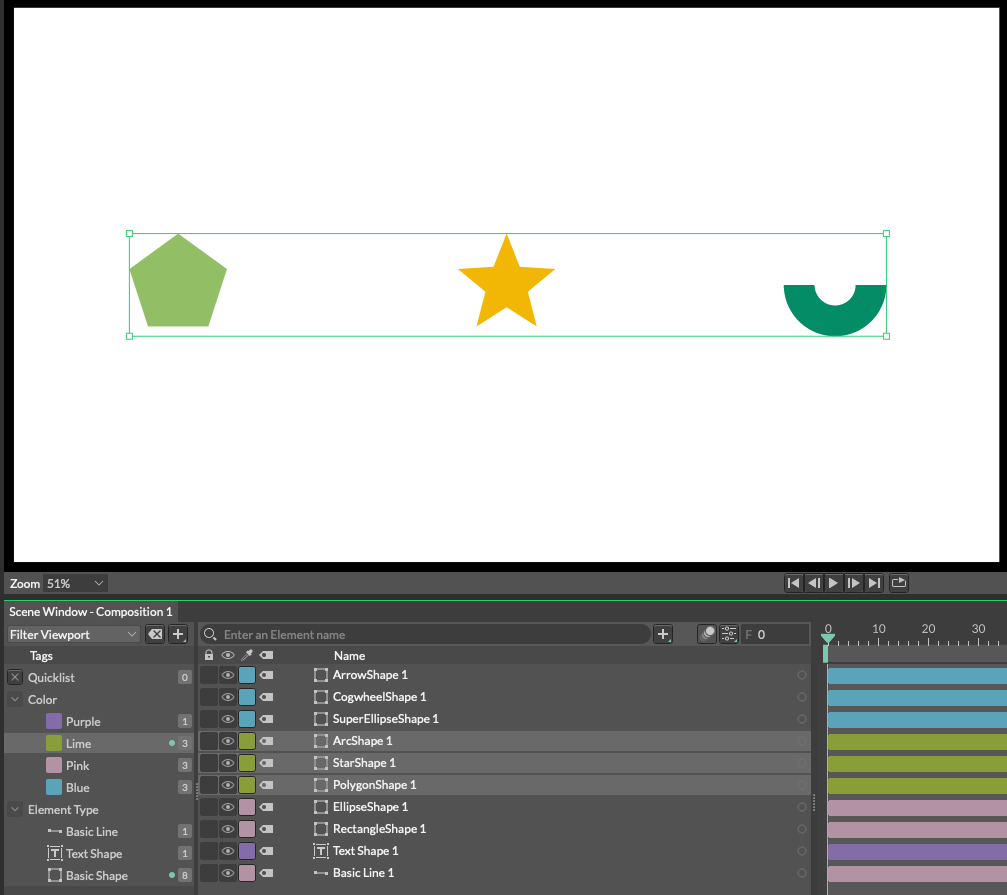 Zoom 51%
Scene Window - Composition 1
Filter Viewport
Enter an Element name
F 0
0 10 20 30
Tags
Name
Quicklist 0
Color
Purple 1
Lime 3
Pink 3
Blue 3
Element Type
Basic Line 1
T Text Shape 1
Basic Shape 8
ArrowShape 1
CogwheelShape 1
SuperEllipseShape 1
ArcShape 1
StarShape 1
PolygonShape 1
EllipseShape 1
RectangleShape 1
T Text Shape 1
Basic Line 1